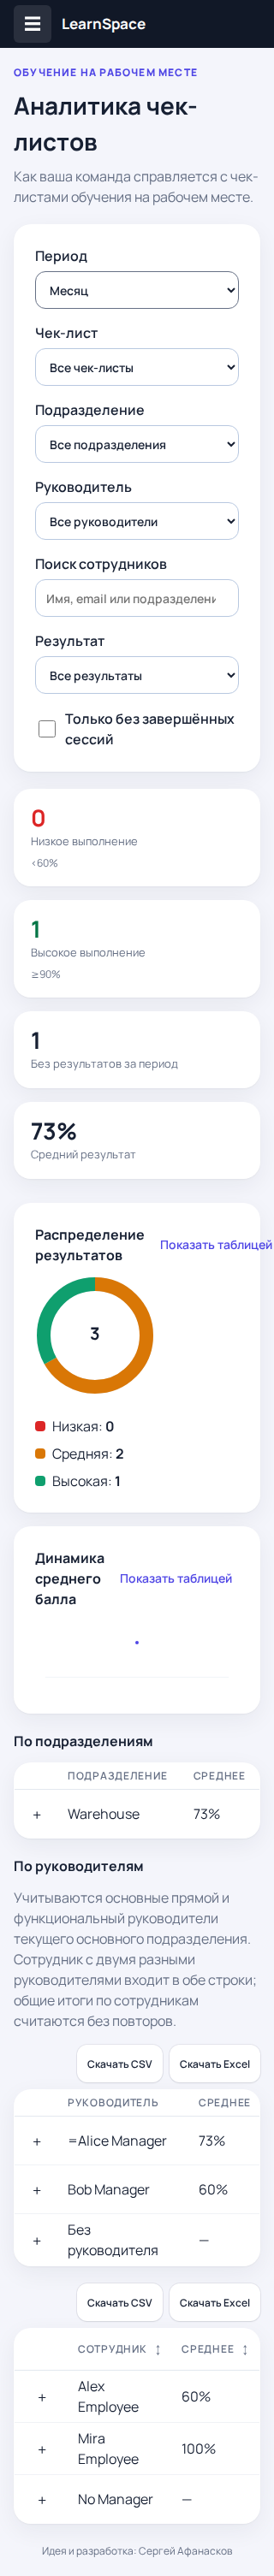 LearnSpace
ОБУЧЕНИЕ НА РАБОЧЕМ МЕСТЕ
Аналитика чек-
листов
Как ваша команда справляется с чек-
листами обучения на рабочем месте.
Период
Месяц
Чек-лист
Все чек-листы
Подразделение
Все подразделения
Руководитель
Все руководители
Поиск сотрудников
Имя, email или подразделени
Результат
Все результаты
Только без завершённых
сессий
0
Низкое выполнение
<60%
1
Высокое выполнение
≥90%
1
Без результатов за период
73%
Средний результат
Распределение
результатов
Показать таблицей
3
Низкая: 0
Средняя: 2
Высокая: 1
Динамика
среднего
балла
Показать таблицей
По подразделениям
ПОДРАЗДЕЛЕНИЕ СРЕДНЕЕ
+ Warehouse 73%
По руководителям
Учитываются основные прямой и
функциональный руководители
текущего основного подразделения.
Сотрудник с двумя разными
руководителями входит в обе строки;
общие итоги по сотрудникам
считаются без повторов.
Скачать CSV Скачать Excel
РУКОВОДИТЕЛЬ СРЕДНЕЕ
+ =Alice Manager 73%
+ Bob Manager 60%
+ Без
руководителя —
Скачать CSV Скачать Excel
СОТРУДНИК ↕ СРЕДНЕЕ ↕
+ Alex
Employee 60%
+ Mira
Employee 100%
+ No Manager —
Идея и разработка: Сергей Афанасков